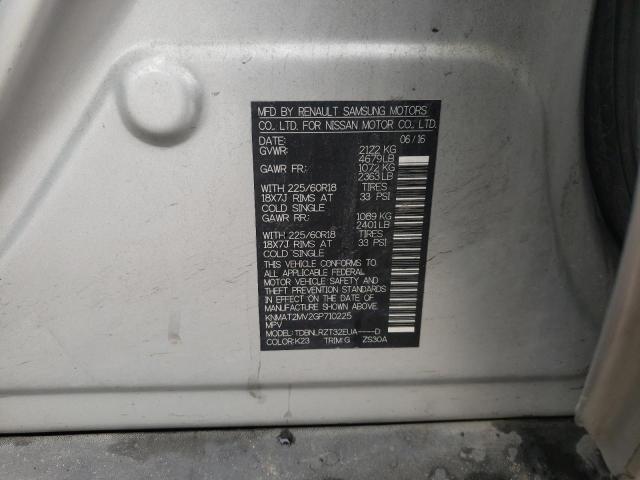 MFD BY RENAULT SAMSUNG MOTORS
CO., LTD. FOR NISSAN MOTOR CO., LTD.
DATE: 06/16
GVWR: 2122 KG
4679LB
GAWR FR: 1072 KG
2363LB
WITH 225/60R18 TIRES
18X7J RIMS AT 33 PSI
COLD SINGLE
GAWR RR: 1089 KG
2401LB
WITH 225/60R18 TIRES
18X7J RIMS AT 33 PSI
COLD SINGLE
THIS VEHICLE CONFORMS TO
ALL APPLICABLE FEDERAL
MOTOR VEHICLE SAFETY AND
THEFT PREVENTION STANDARDS
IN EFFECT ON THE DATE OF
MANUFACTURE SHOWN ABOVE.
KNMAT2MV2GP710225
MPV
MODEL: TDBNLRZT32EUA----D
COLOR:K23 TRIM:G ZS30A